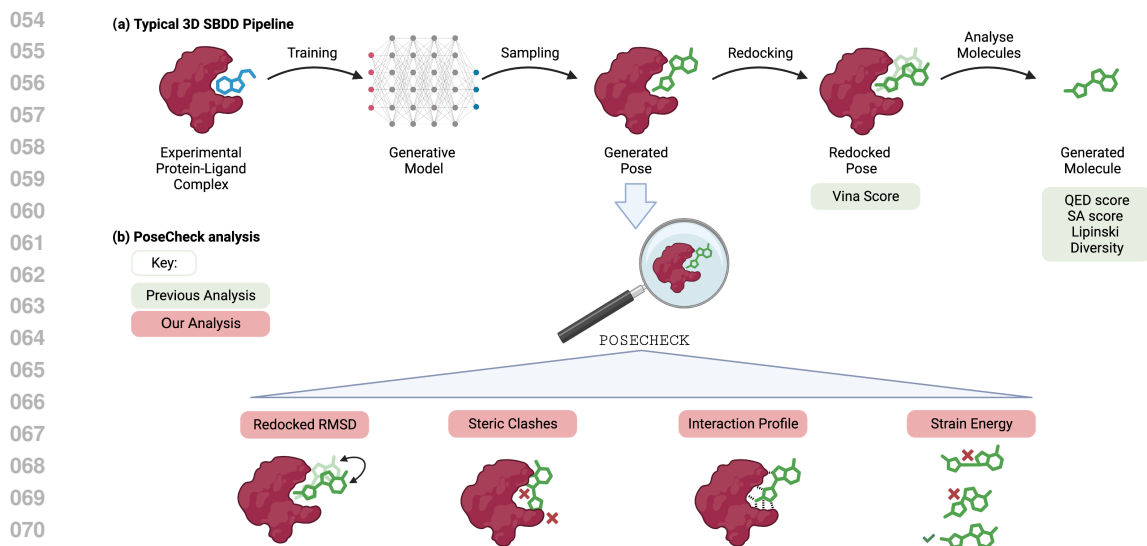 054
055
056
057
058
059
060
061
062
063
064
065
066
067
068
069
070
(a) Typical 3D SBDD Pipeline
Training
Sampling
Redocking
Analyse
Molecules
Experimental
Protein-Ligand
Complex
Generative
Model
Generated
Pose
Redocked
Pose
Vina Score
Generated
Molecule
QED score
SA score
Lipinski
Diversity
(b) PoseCheck analysis
Key:
Previous Analysis
Our Analysis
POSECHECK
Redocked RMSD
Steric Clashes
Interaction Profile
Strain Energy